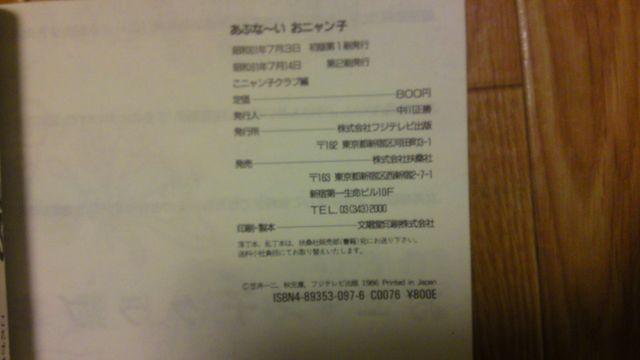 あぶな〜い おニャン子
昭和61年7月3日 初版第1刷発行
昭和61年7月14日 第2刷発行
こニャン子クラブ編
定価 800円
発行人 中川正勝
発行所 株式会社フジテレビ出版
〒162 東京都新宿区河田町3-1
発売 株式会社扶桑社
〒163 東京都新宿区西新宿2-7-1
新宿第一生命ビル10F
TEL.03(343)2000
印刷・製本 文唱堂印刷株式会社
落丁本、乱丁本は、扶桑社販売部(書籍)宛にお送り下さい。
送料小社負担にてお取り替えいたします。
©笠井一二、秋元康、フジテレビ出版 1986 Printed in Japan
ISBN4-89353-097-6 C0076 ¥800E